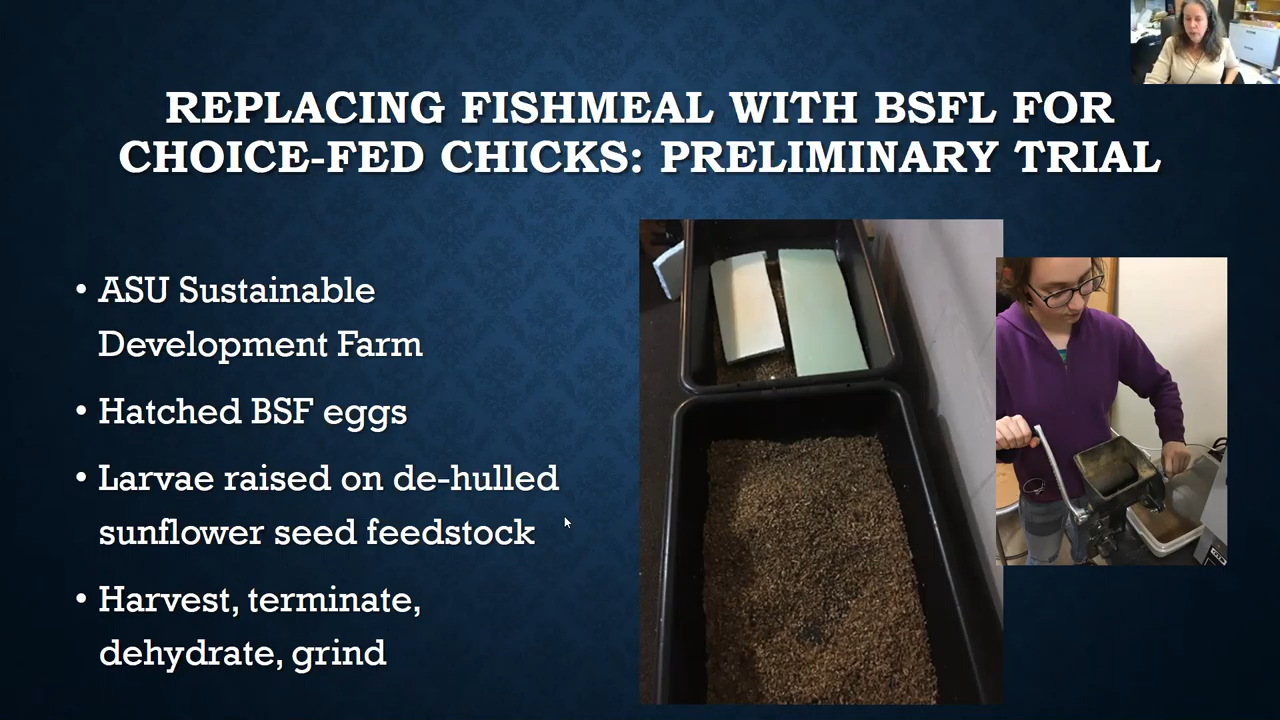 REPLACING FISHMEAL WITH BSFL FOR
CHOICE-FED CHICKS: PRELIMINARY TRIAL
• ASU Sustainable
Development Farm
• Hatched BSF eggs
• Larvae raised on de-hulled
sunflower seed feedstock
• Harvest, terminate,
dehydrate, grind